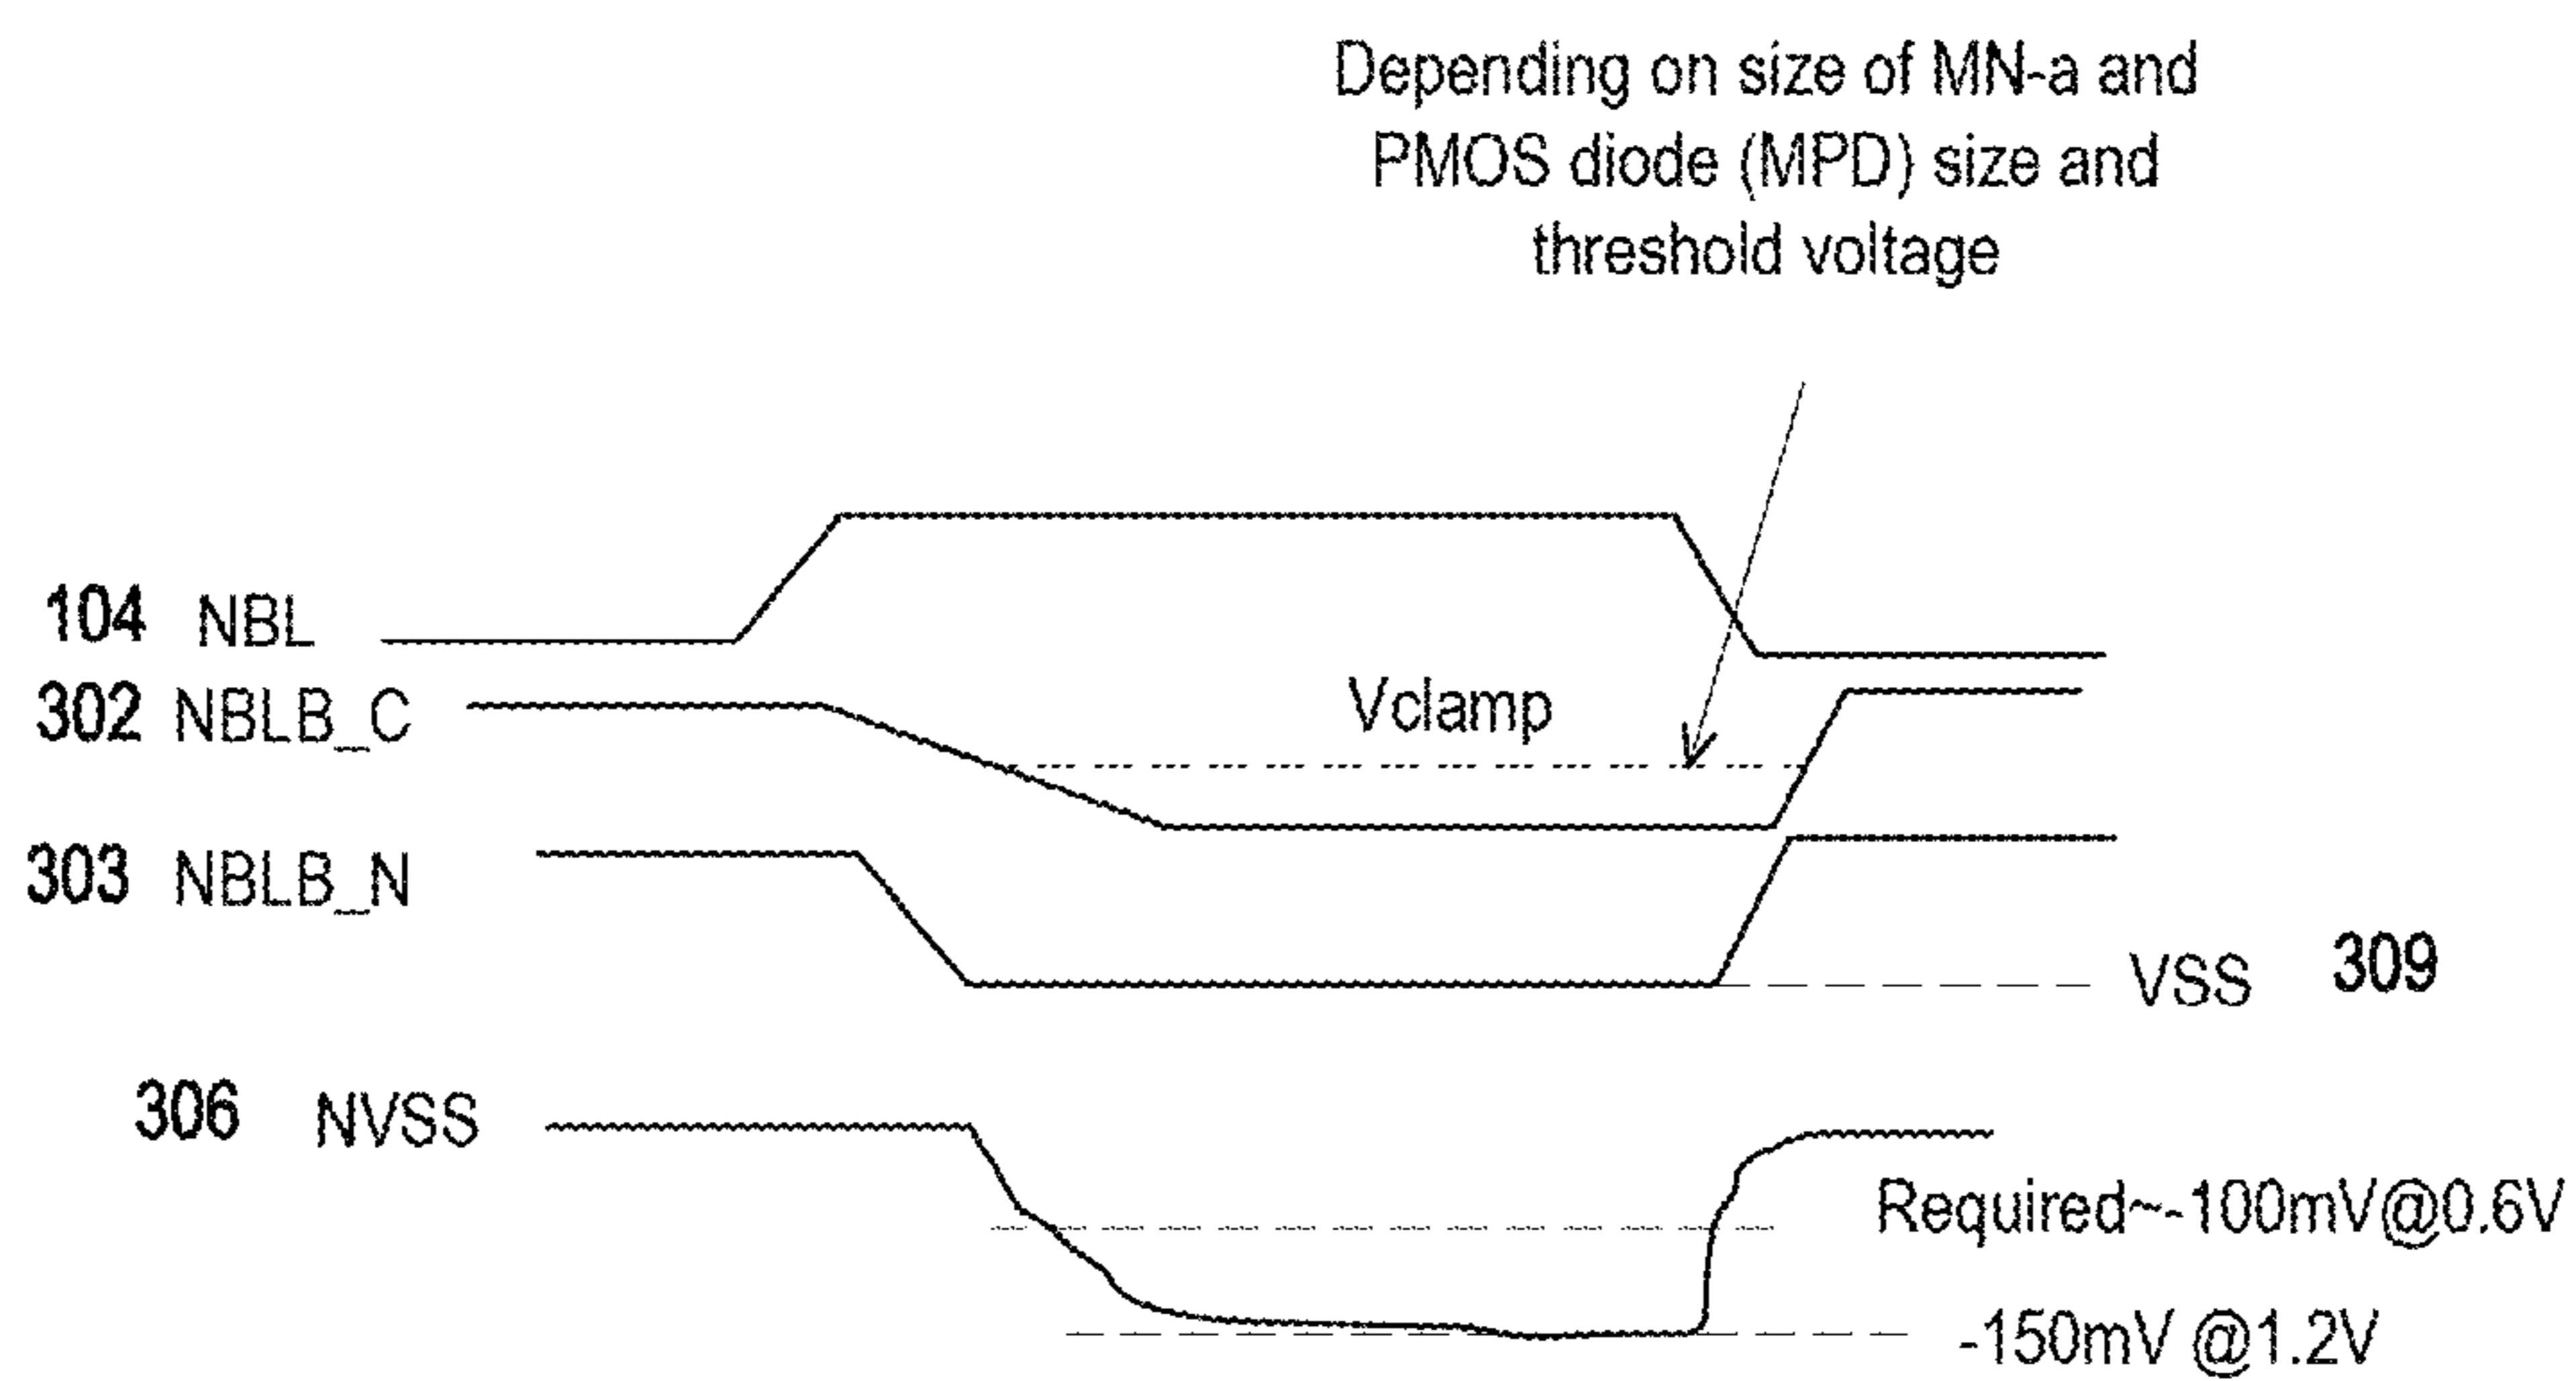 Depending on size of MN-a and
PMOS diode (MPD) size and
threshold voltage
104 NBL
302 NBLB_C
Vclamp
303 NBLB_N
VSS 309
306 NVSS
Required~-100mV@0.6V
-150mV @1.2V